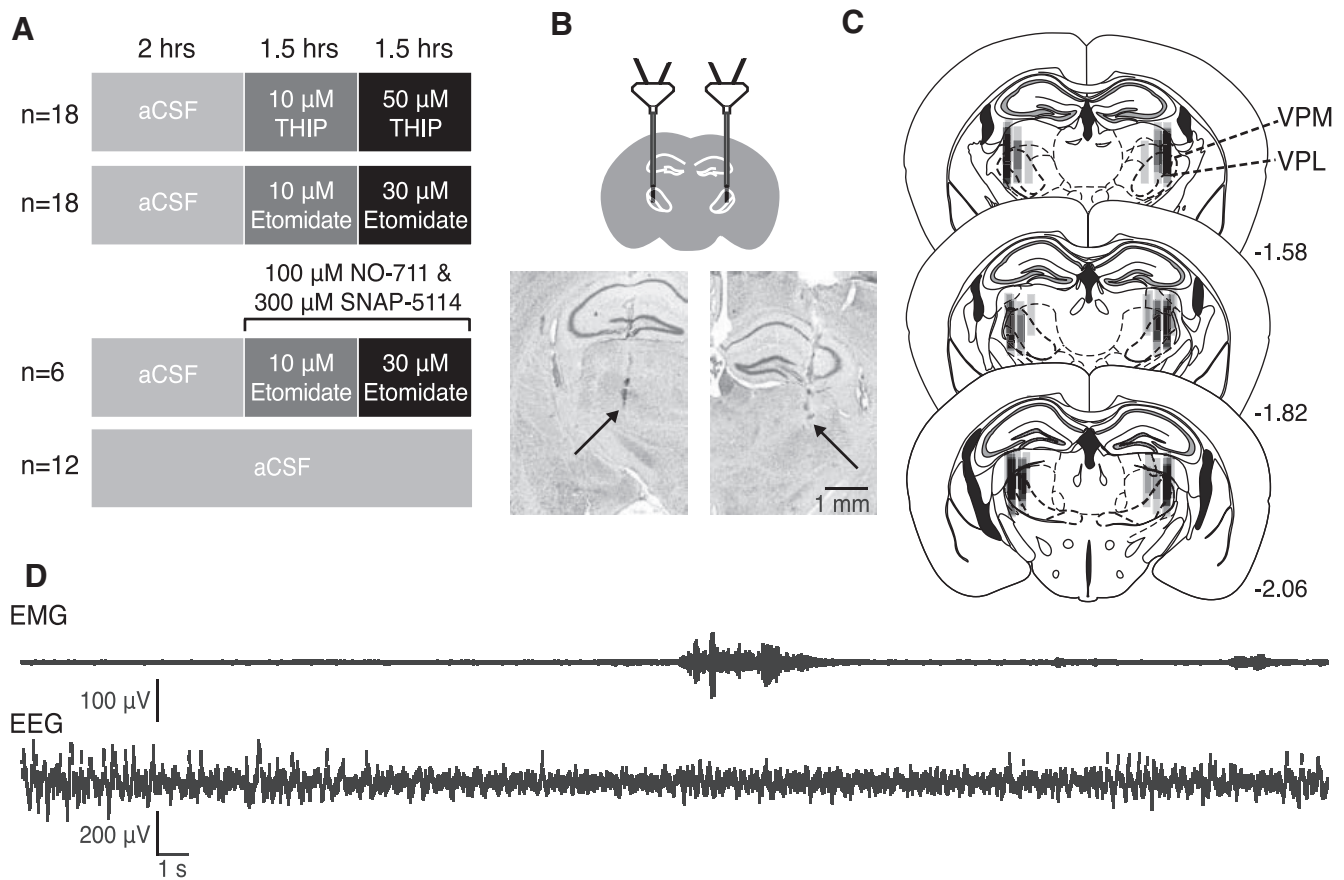 A
2 hrs 1.5 hrs 1.5 hrs
n=18
aCSF
10 µM
THIP
50 µM
THIP
n=18
aCSF
10 µM
Etomidate
30 µM
Etomidate
100 µM NO-711 &
300 µM SNAP-5114
n=6
aCSF
10 µM
Etomidate
30 µM
Etomidate
n=12
aCSF
B
1 mm
C
VPM
VPL
-1.58
-1.82
-2.06
D
EMG
100 µV
EEG
200 µV
1 s